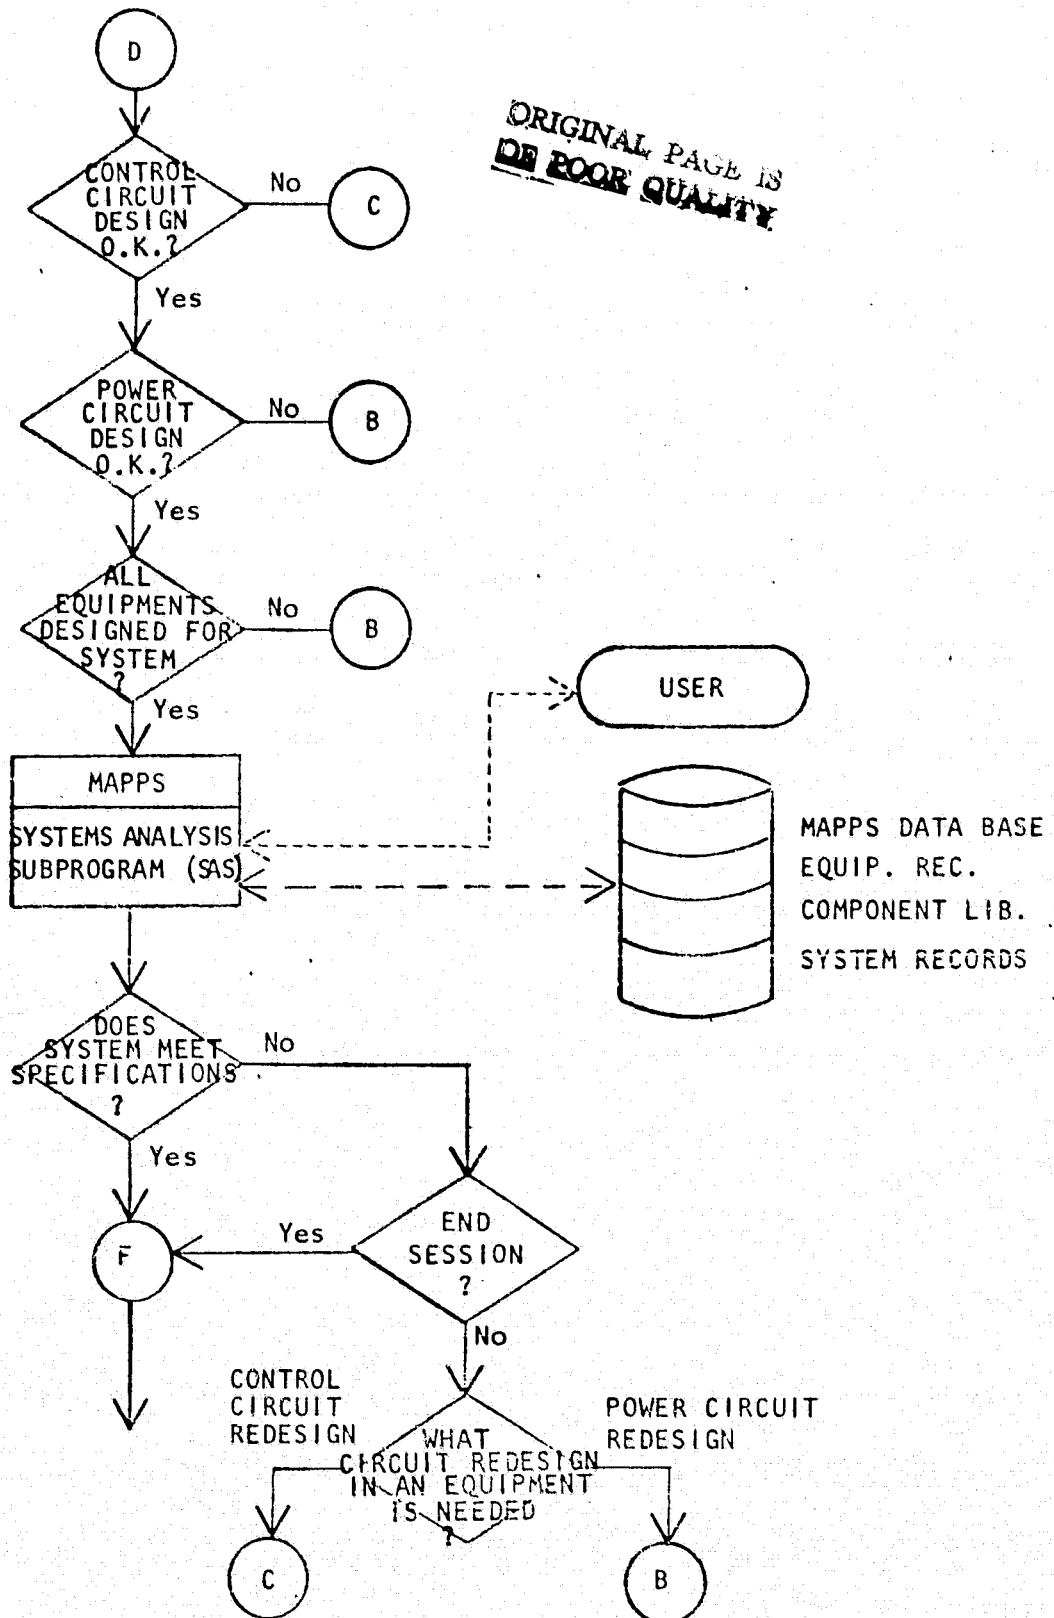 D
ORIGINAL PAGE IS
OF POOR QUALITY
CONTROL
CIRCUIT
DESIGN
O.K.?
No
C
Yes
POWER
CIRCUIT
DESIGN
O.K.?
No
B
Yes
ALL
EQUIPMENTS
DESIGNED FOR
SYSTEM
?
No
B
Yes
USER
MAPPS
SYSTEMS ANALYSIS
SUBPROGRAM (SAS)
MAPPS DATA BASE
EQUIP. REC.
COMPONENT LIB.
SYSTEM RECORDS
DOES
SYSTEM MEET
SPECIFICATIONS
?
No
Yes
F
Yes
END
SESSION
?
No
CONTROL
CIRCUIT
REDESIGN
POWER CIRCUIT
REDESIGN
WHAT
CIRCUIT REDESIGN
IN AN EQUIPMENT
IS NEEDED
?
C
B